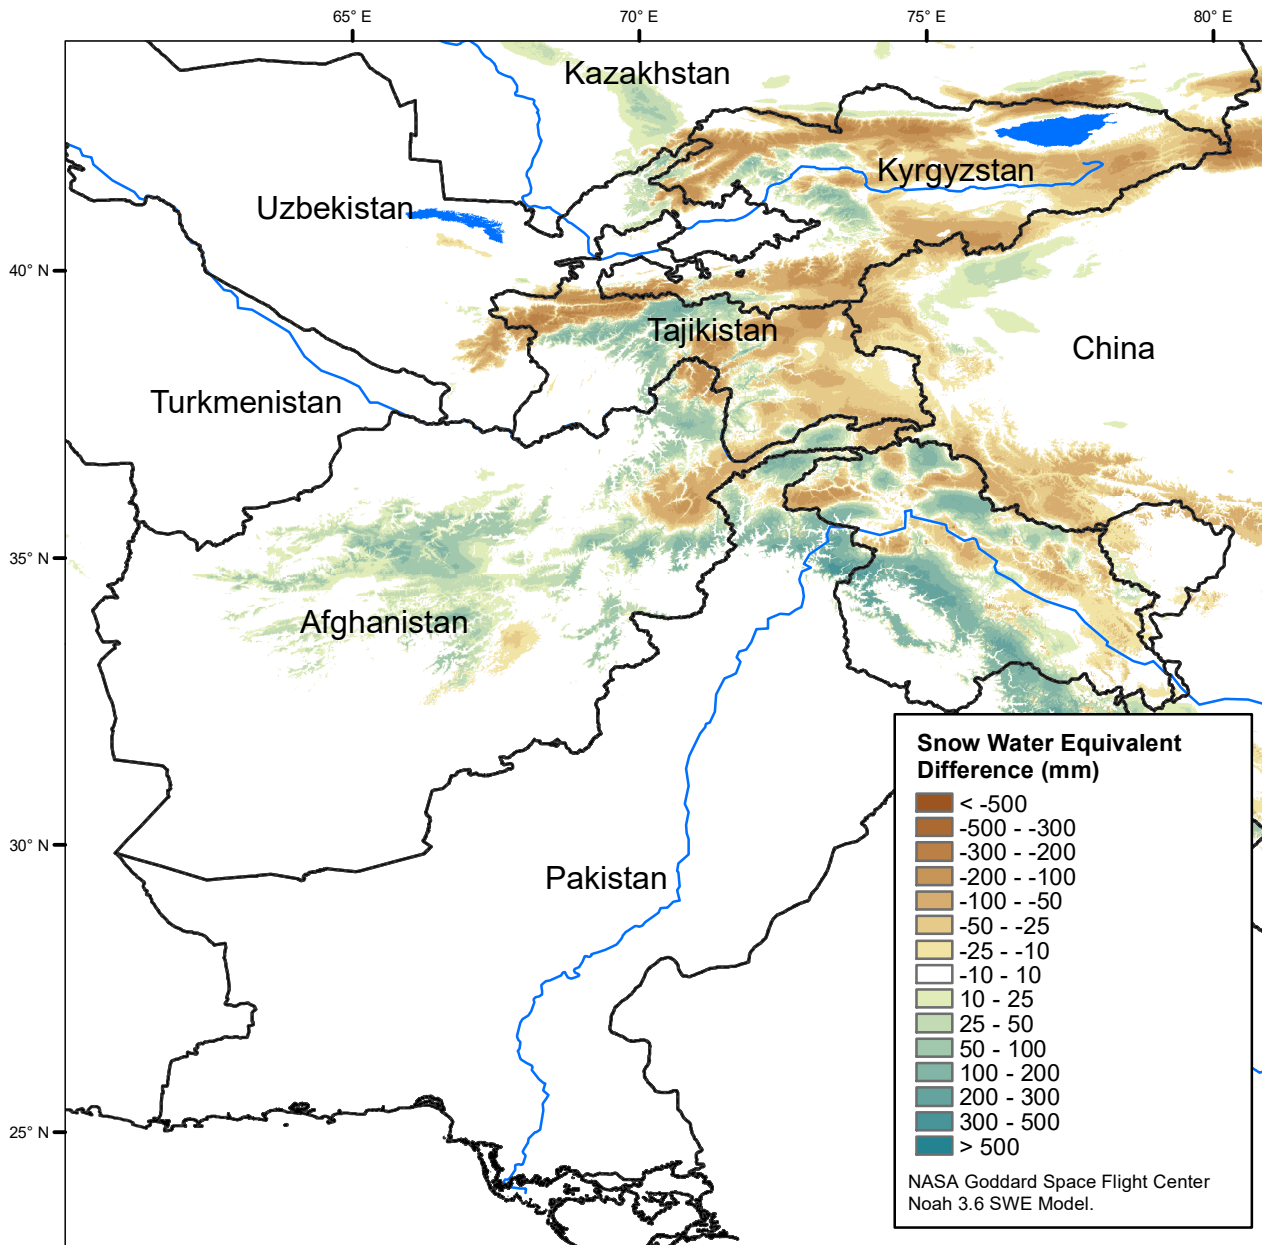 65° E
70° E
75° E
80° E
Kazakhstan
Kyrgyzstan
Uzbekistan
40° N
Tajikistan
China
Turkmenistan
35° N
Afghanistan
Snow Water Equivalent
Difference (mm)
< -500
-500 - -300
-300 - -200
-200 - -100
-100 - -50
-50 - -25
-25 - -10
-10 - 10
10 - 25
25 - 50
50 - 100
100 - 200
200 - 300
300 - 500
> 500
30° N
Pakistan
25° N
NASA Goddard Space Flight Center
Noah 3.6 SWE Model.